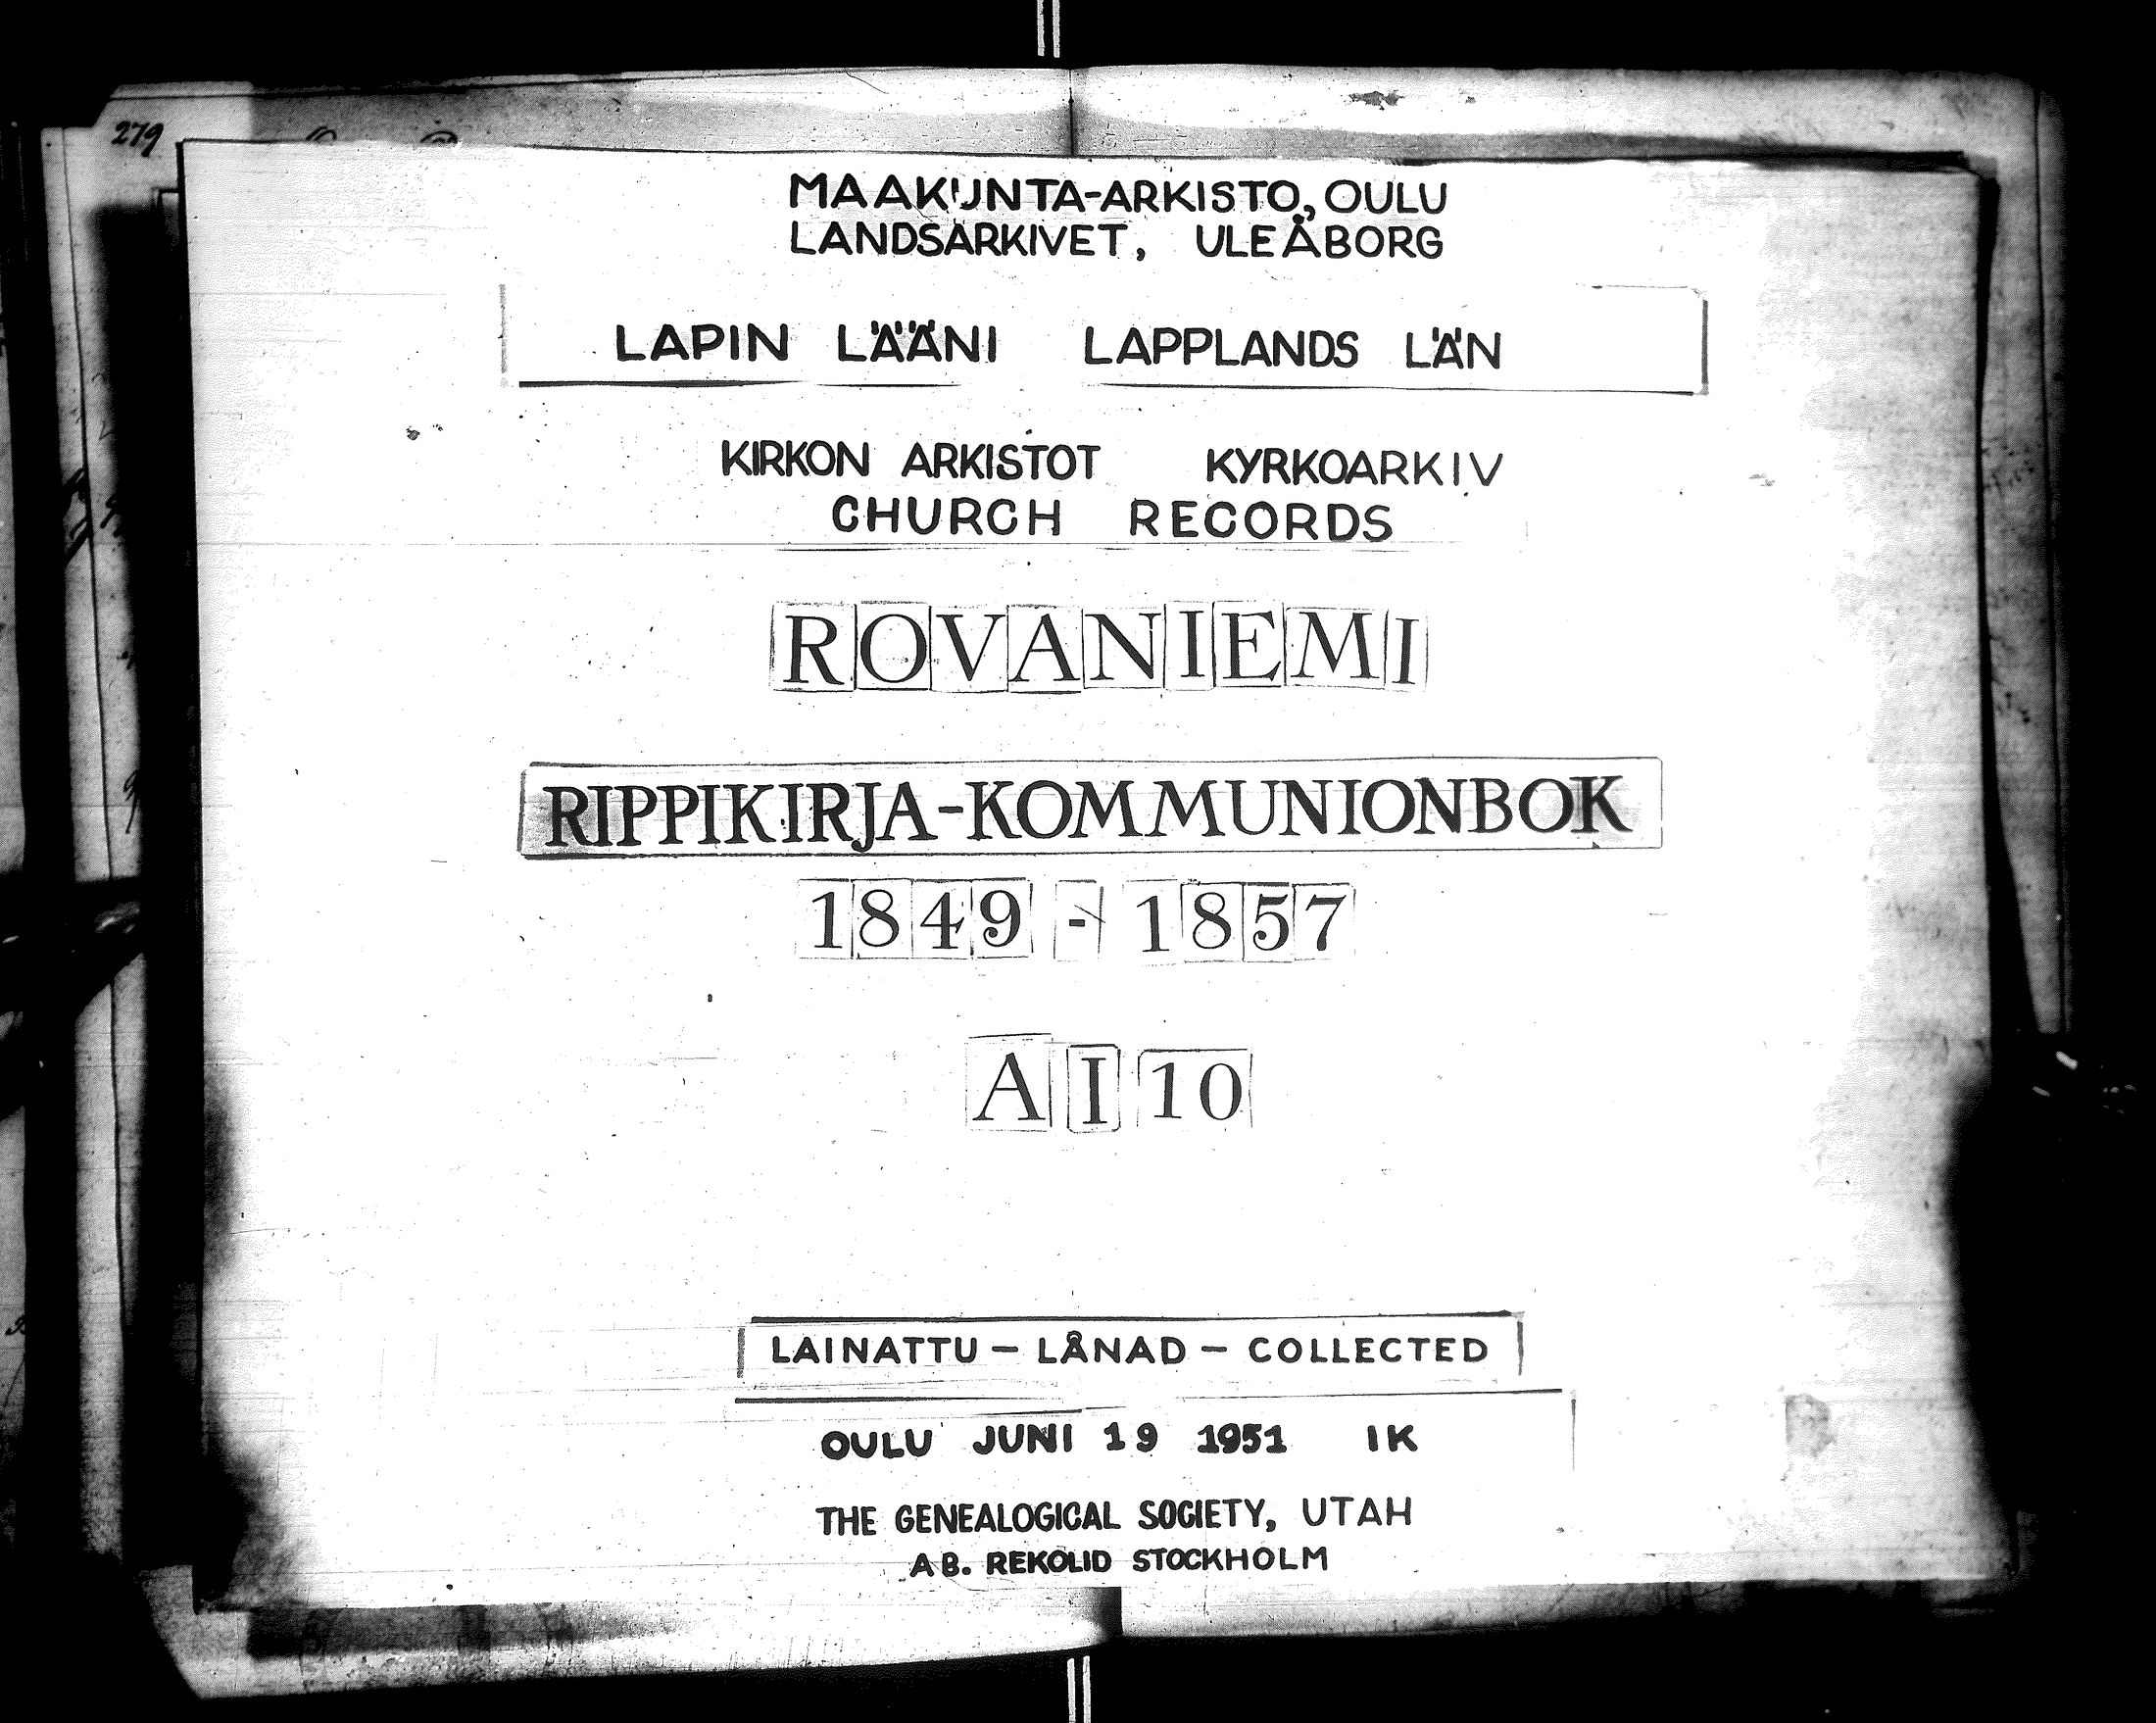 279
MAAKUNTA-ARKISTO, OULU
LANDSARKIVET, ULEÅBORG
LAPIN LÄÄNI LAPPLANDS LÄN
KIRKON ARKISTOT KYRKOARKIV
CHURCH RECORDS
ROVANIEMI
RIPPIKIRJA-KOMMUNIONBOK
1849 - 1857
A I 10
LAINATTU - LÅNAD - COLLECTED
OULU JUNI 19 1951 IK
THE GENEALOGICAL SOCIETY, UTAH
AB. REKOLID STOCKHOLM